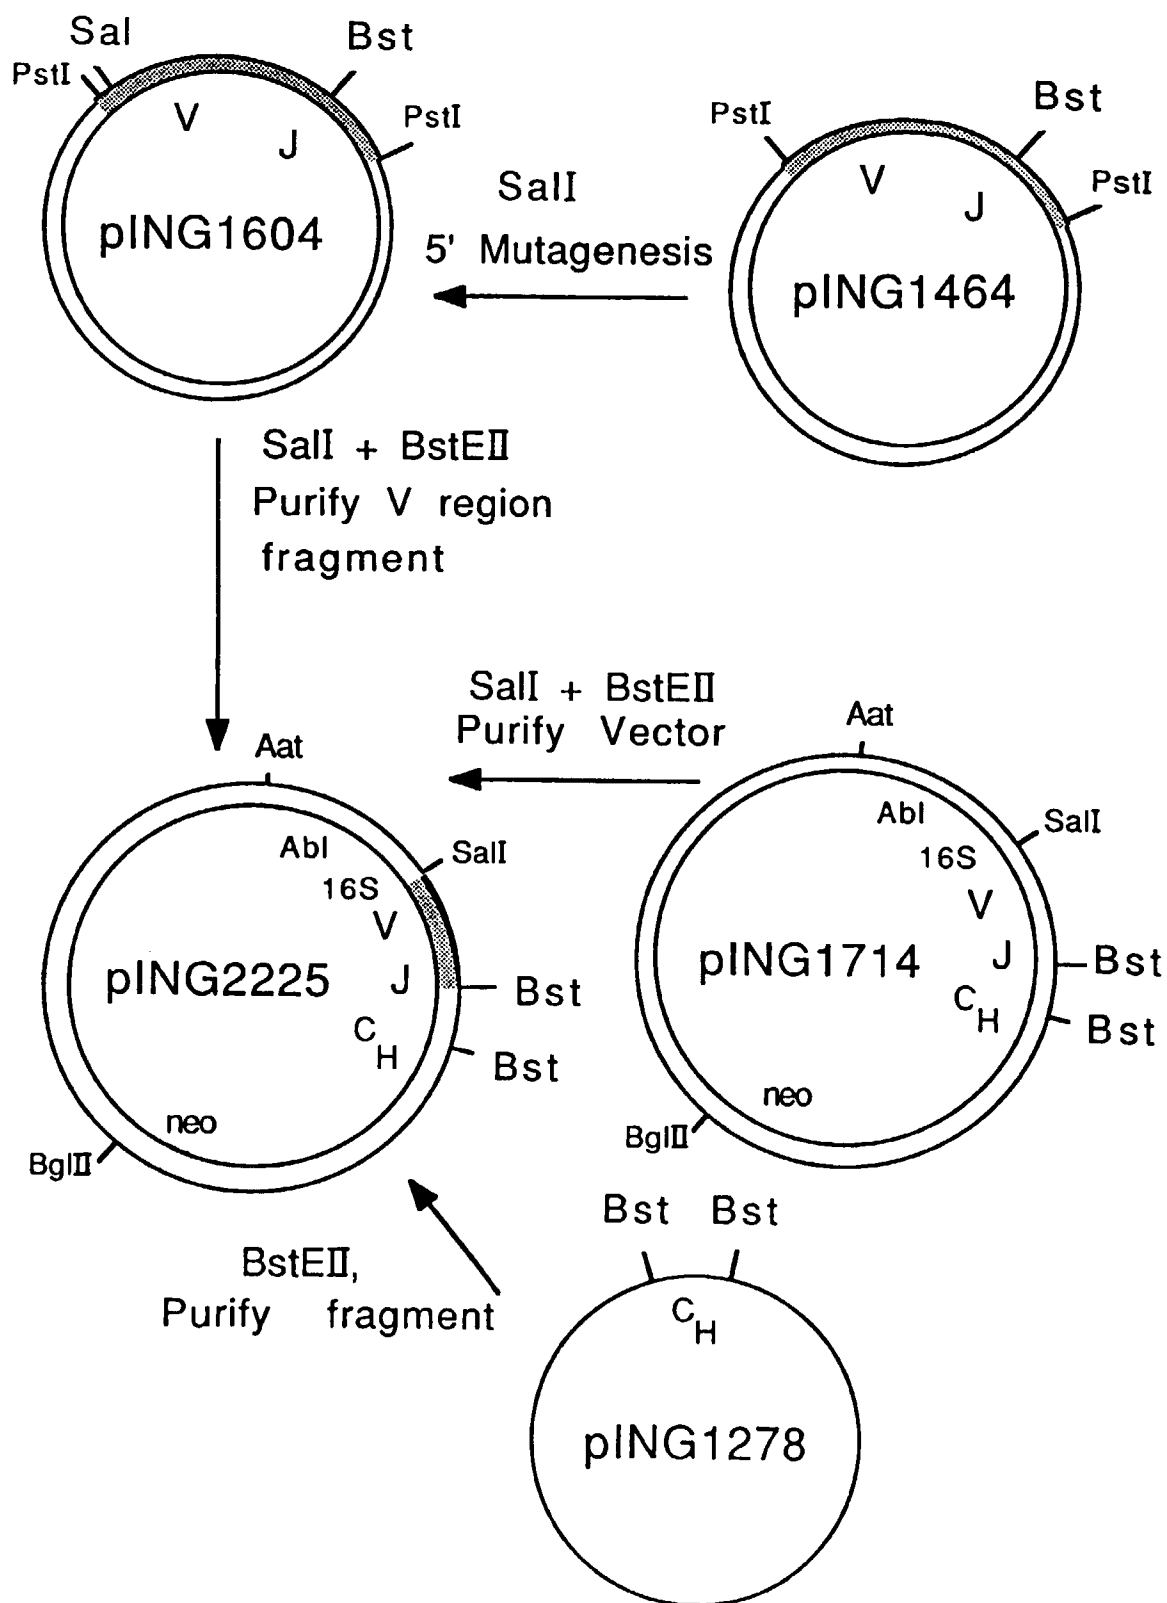 Sal
Bst
PstI
PstI
V
J
pING1604
SalI
5' Mutagenesis
PstI
Bst
PstI
V
J
pING1464
SalI + BstEII
Purify V region
fragment
SalI + BstEII
Purify Vector
Aat
Abl
SalI
16S
V
J
pING2225
Bst
CH
Bst
neo
BglII
Aat
Abl
SalI
16S
V
J
pING1714
Bst
CH
Bst
neo
BglII
BstEII,
Purify fragment
Bst Bst
CH
pING1278